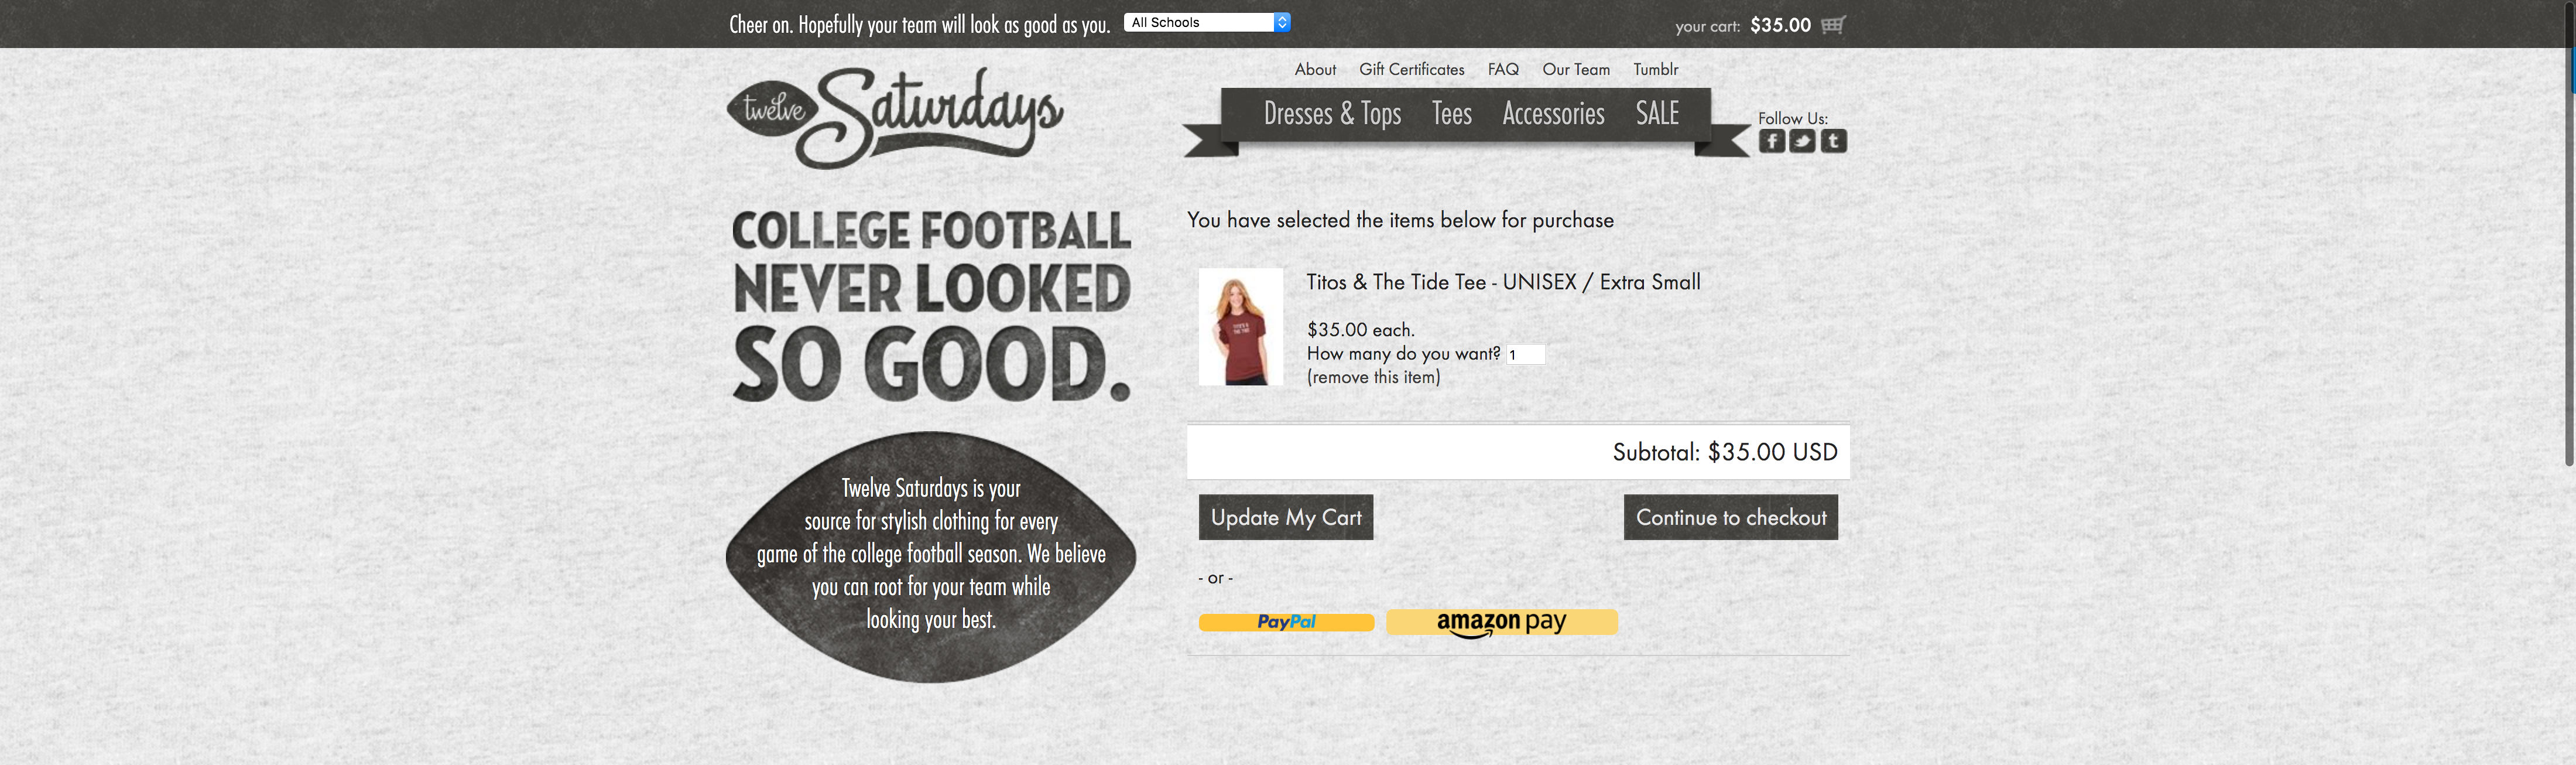 Cheer on. Hopefully your team will look as good as you.
All Schools
your cart: $35.00
twelve Saturdays
About Gift Certificates FAQ Our Team Tumblr
Dresses & Tops Tees Accessories SALE
Follow Us:
COLLEGE FOOTBALL
NEVER LOOKED
SO GOOD.
Twelve Saturdays is your
source for stylish clothing for every
game of the college football season. We believe
you can root for your team while
looking your best.
You have selected the items below for purchase
Titos & The Tide Tee - UNISEX / Extra Small
$35.00 each.
How many do you want? 1
(remove this item)
Subtotal: $35.00 USD
Update My Cart
Continue to checkout
- or -
PayPal
amazon pay